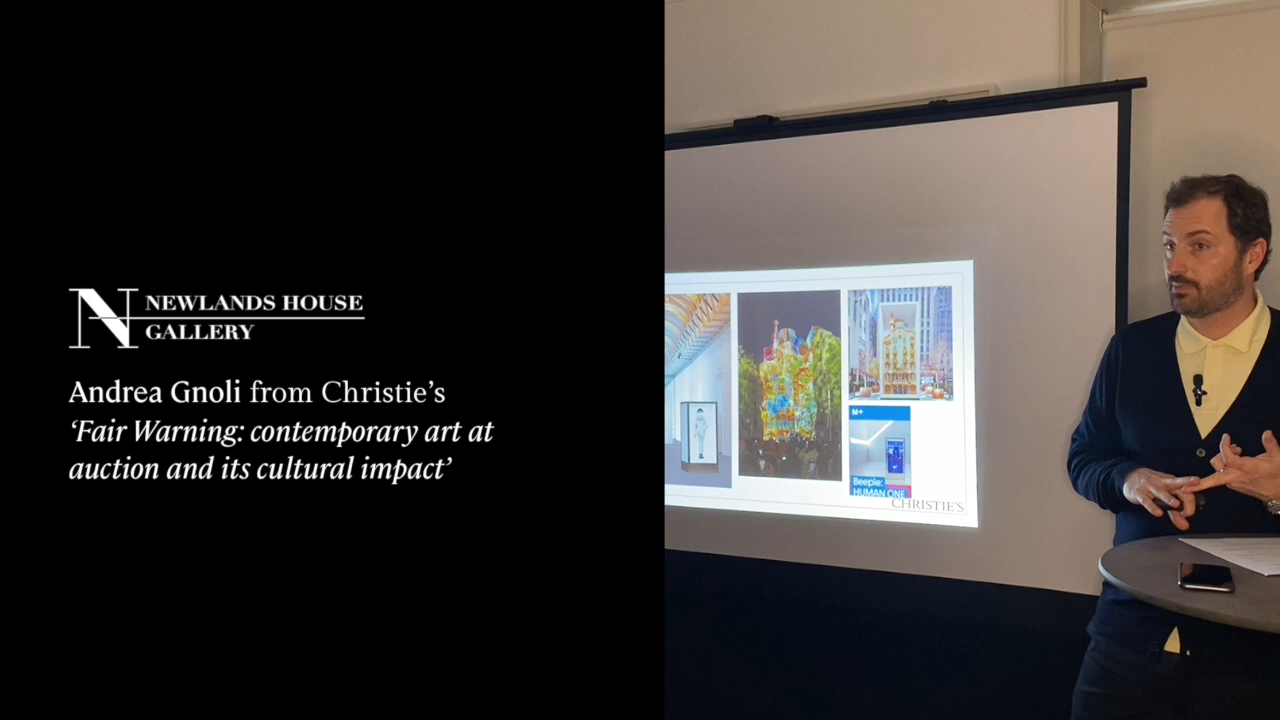 NEWLANDS HOUSE
GALLERY
Andrea Gnoli from Christie’s
‘Fair Warning: contemporary art at
auction and its cultural impact’
M+
Beeple:
HUMAN ONE
CHRISTIE'S